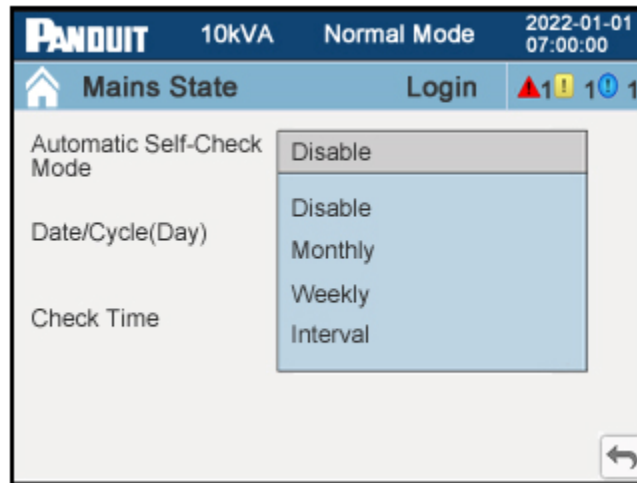 PANDUIT 10kVA Normal Mode 2022-01-01
07:00:00
Mains State Login 1 1 1
Automatic Self-Check
Mode
Disable
Disable
Date/Cycle(Day)
Monthly
Weekly
Check Time
Interval